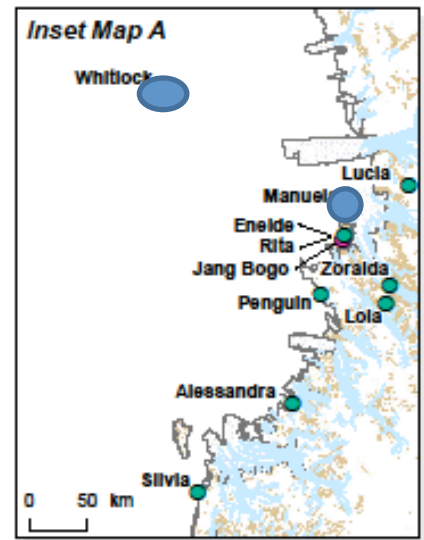 Inset Map A
Whitlock
Lucia
Manuel
Eneide
Rita
Jang Bogo
Zoraida
Penguin
Lola
Alessandra
Silvia
0 50 km